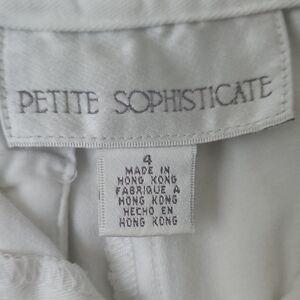 PETITE SOPHISTICATE
4
MADE IN
HONG KONG
FABRIQUE A
HONG KONG
HECHO EN
HONG KONG